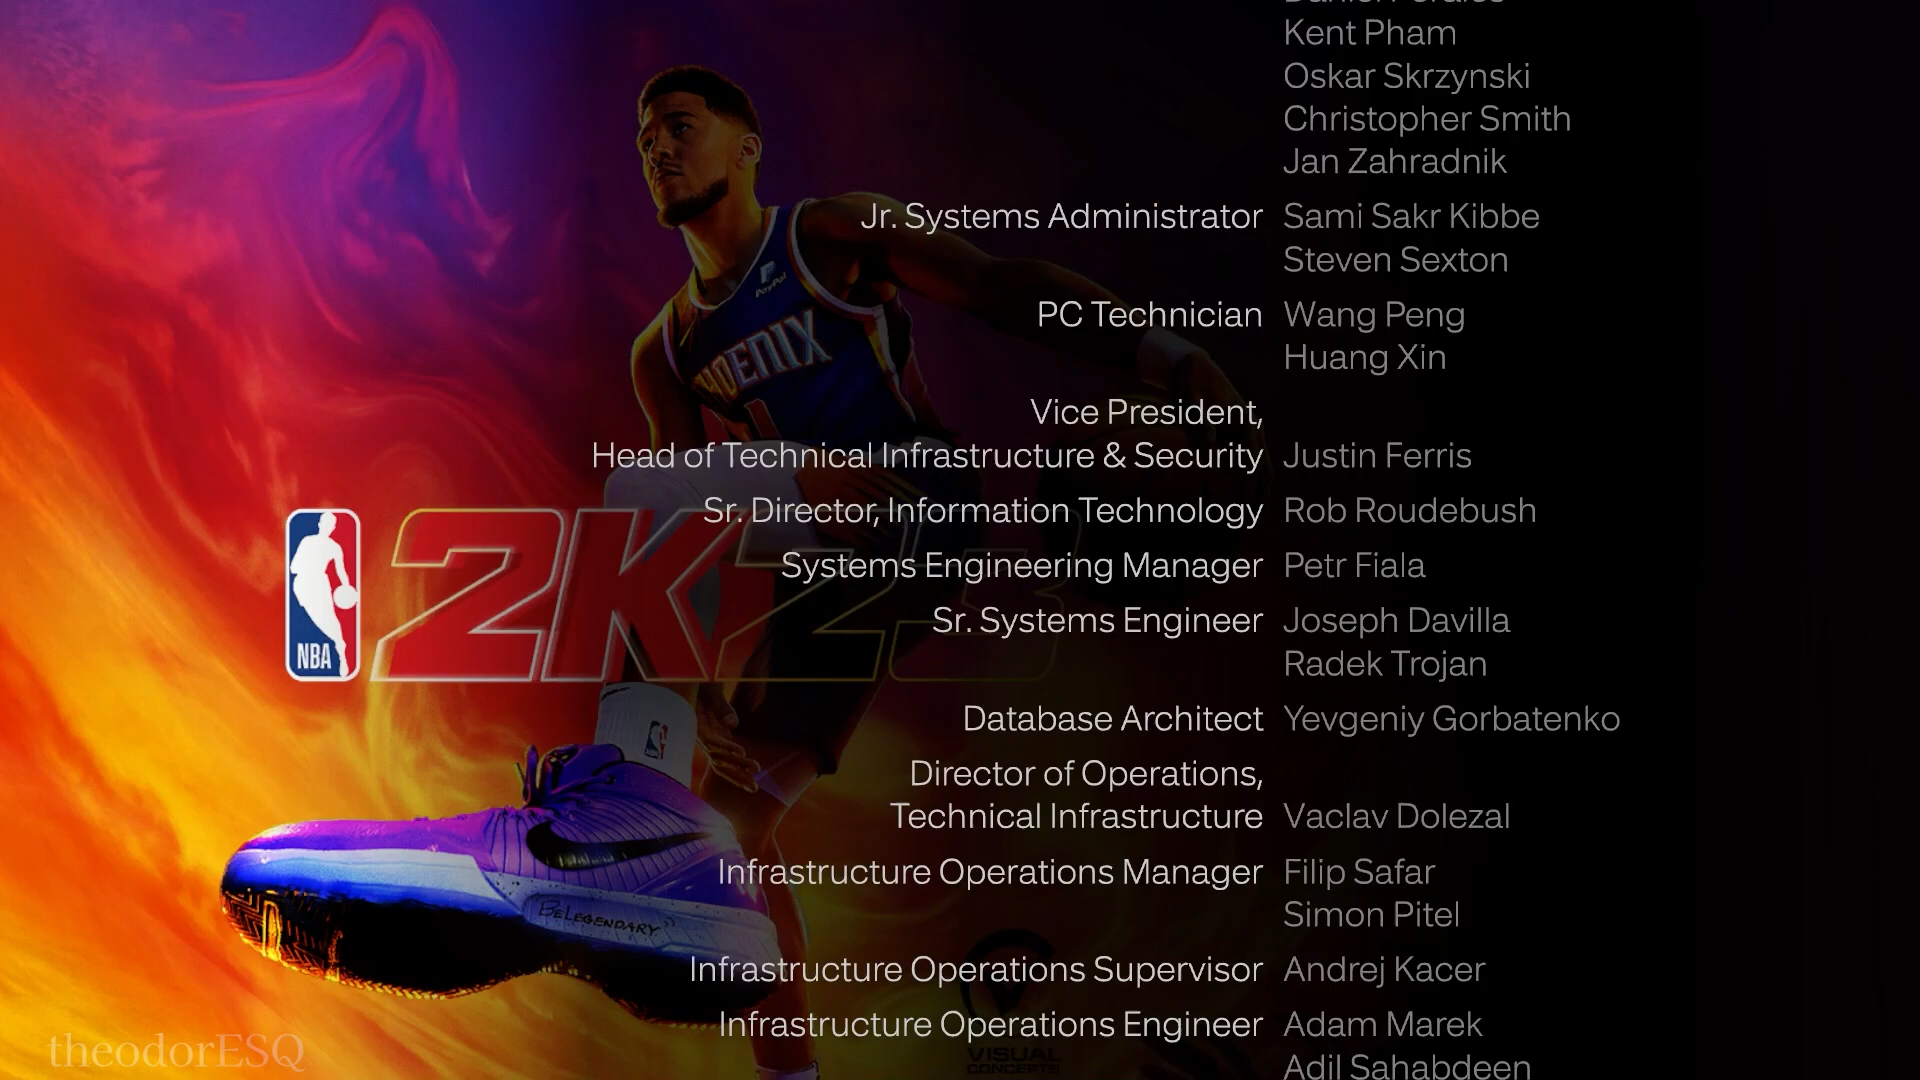 Kent Pham
Oskar Skrzynski
Christopher Smith
Jan Zahradnik
Jr. Systems Administrator Sami Sakr Kibbe
Steven Sexton
PC Technician Wang Peng
Huang Xin
Vice President,
Head of Technical Infrastructure & Security Justin Ferris
Sr. Director, Information Technology Rob Roudebush
Systems Engineering Manager Petr Fiala
Sr. Systems Engineer Joseph Davilla
Radek Trojan
Database Architect Yevgeniy Gorbatenko
Director of Operations,
Technical Infrastructure Vaclav Dolezal
Infrastructure Operations Manager Filip Safar
Simon Pitel
Infrastructure Operations Supervisor Andrej Kacer
Infrastructure Operations Engineer Adam Marek
Adil Sahabdeen
PayPal
PHOENIX
1
NBA 2K23
BeLegendary
VISUAL
CONCEPTS
theodorESQ